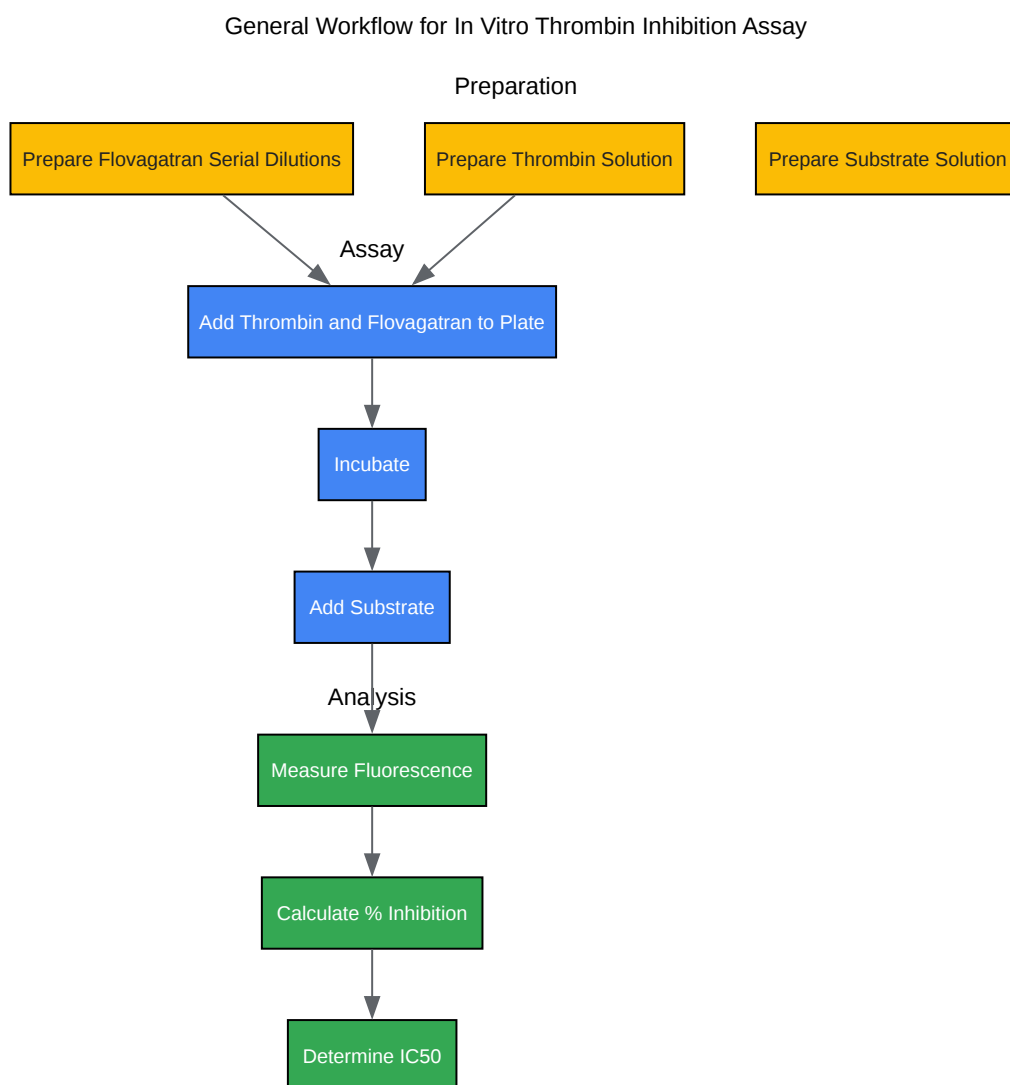 General Workflow for In Vitro Thrombin Inhibition Assay
Preparation
Prepare Flovagatran Serial Dilutions
Prepare Thrombin Solution
Prepare Substrate Solution
Assay
Add Thrombin and Flovagatran to Plate
Incubate
Add Substrate
Analysis
Measure Fluorescence
Calculate % Inhibition
Determine IC50